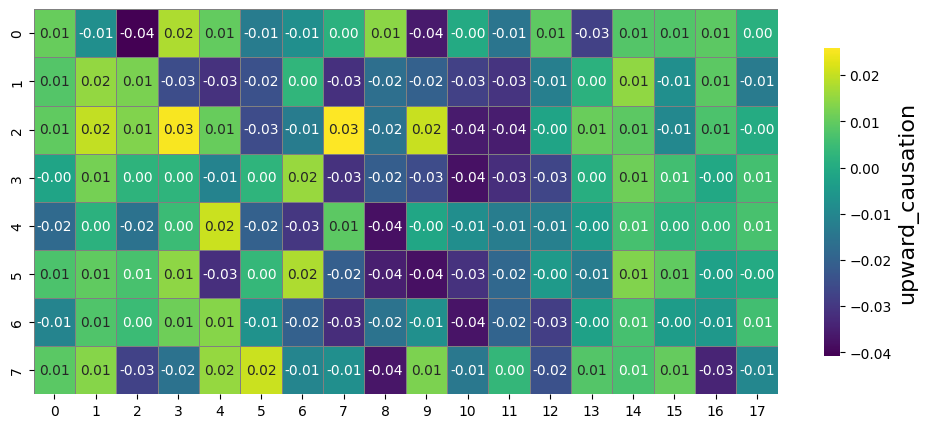 0 0.01 -0.01 -0.04 0.02 0.01 -0.01 -0.01 0.00 0.01 -0.04 -0.00 -0.01 0.01 -0.03 0.01 0.01 0.01 0.00
1 0.01 0.02 0.01 -0.03 -0.03 -0.02 0.00 -0.03 -0.02 -0.02 -0.03 -0.03 -0.01 0.00 0.01 -0.01 0.01 -0.01
2 0.01 0.02 0.01 0.03 0.01 -0.03 -0.01 0.03 -0.02 0.02 -0.04 -0.04 -0.00 0.01 0.01 -0.01 0.01 -0.00
3 -0.00 0.01 0.00 0.00 -0.01 0.00 0.02 -0.03 -0.02 -0.03 -0.04 -0.03 -0.03 0.00 0.01 0.01 -0.00 0.01
4 -0.02 0.00 -0.02 0.00 0.02 -0.02 -0.03 0.01 -0.04 -0.00 -0.01 -0.01 -0.01 -0.00 0.01 0.00 0.00 0.01
5 0.01 0.01 0.01 0.01 -0.03 0.00 0.02 -0.02 -0.04 -0.04 -0.03 -0.02 -0.00 -0.01 0.01 0.01 -0.00 -0.00
6 -0.01 0.01 0.00 0.01 0.01 -0.01 -0.02 -0.03 -0.02 -0.01 -0.04 -0.02 -0.03 -0.00 0.01 -0.00 -0.01 0.01
7 0.01 0.01 -0.03 -0.02 0.02 0.02 -0.01 -0.01 -0.04 0.01 -0.01 0.00 -0.02 0.01 0.01 0.01 -0.03 -0.01
0 1 2 3 4 5 6 7 8 9 10 11 12 13 14 15 16 17
0.02
0.01
0.00
−0.01
−0.02
−0.03
−0.04
upward_causation